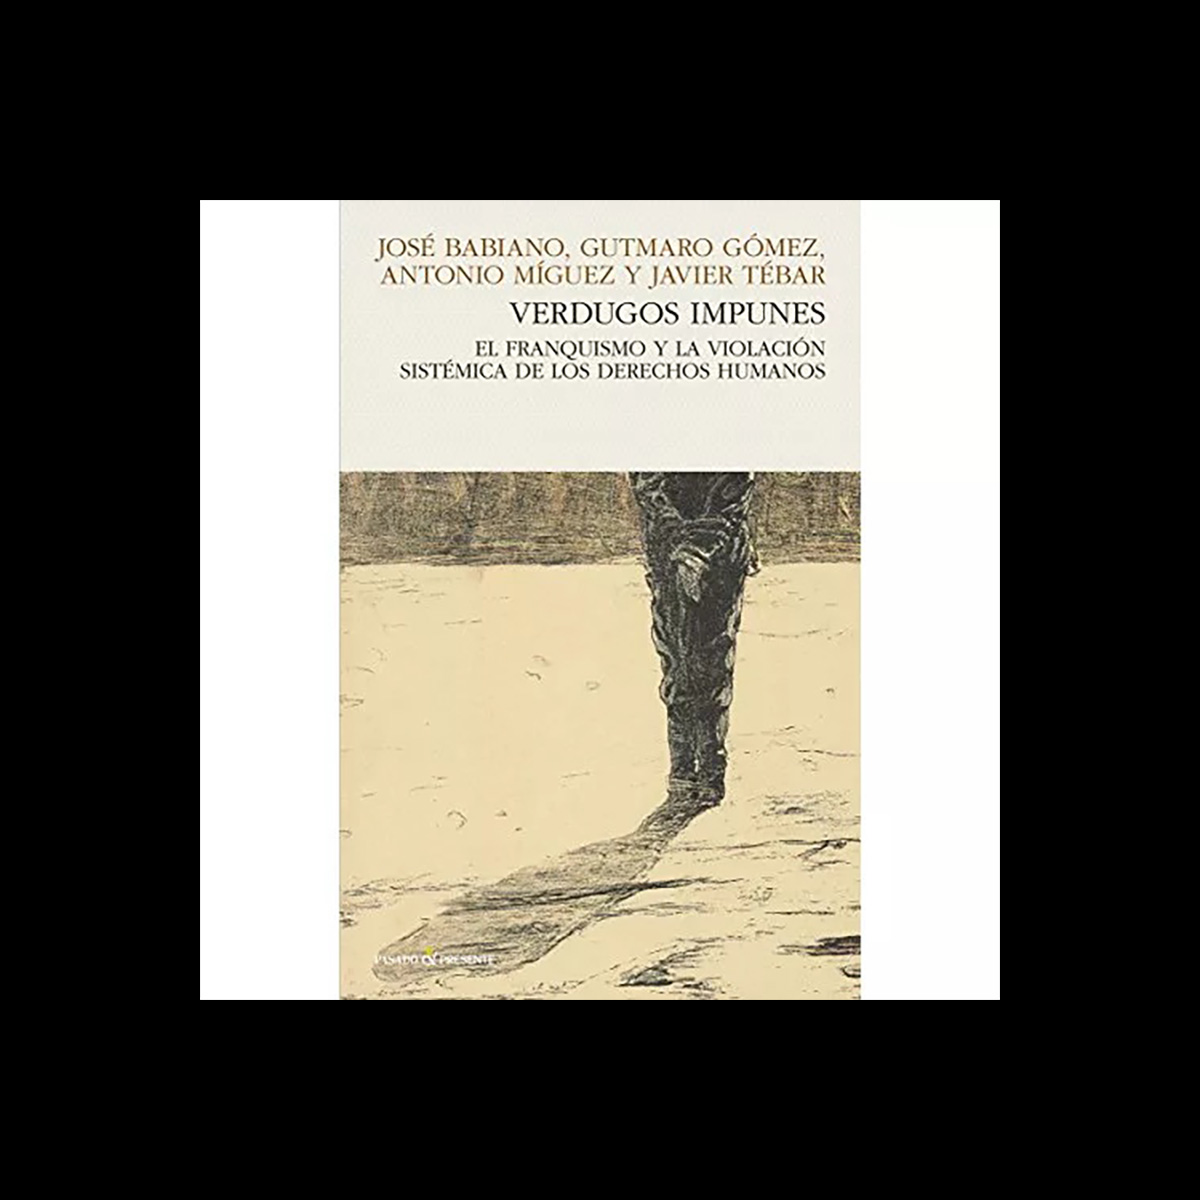 JOSÉ BABIANO, GUTMARO GÓMEZ,
ANTONIO MÍGUEZ Y JAVIER TÉBAR
VERDUGOS IMPUNES
EL FRANQUISMO Y LA VIOLACIÓN
SISTÉMICA DE LOS DERECHOS HUMANOS
PASADO & PRESENTE